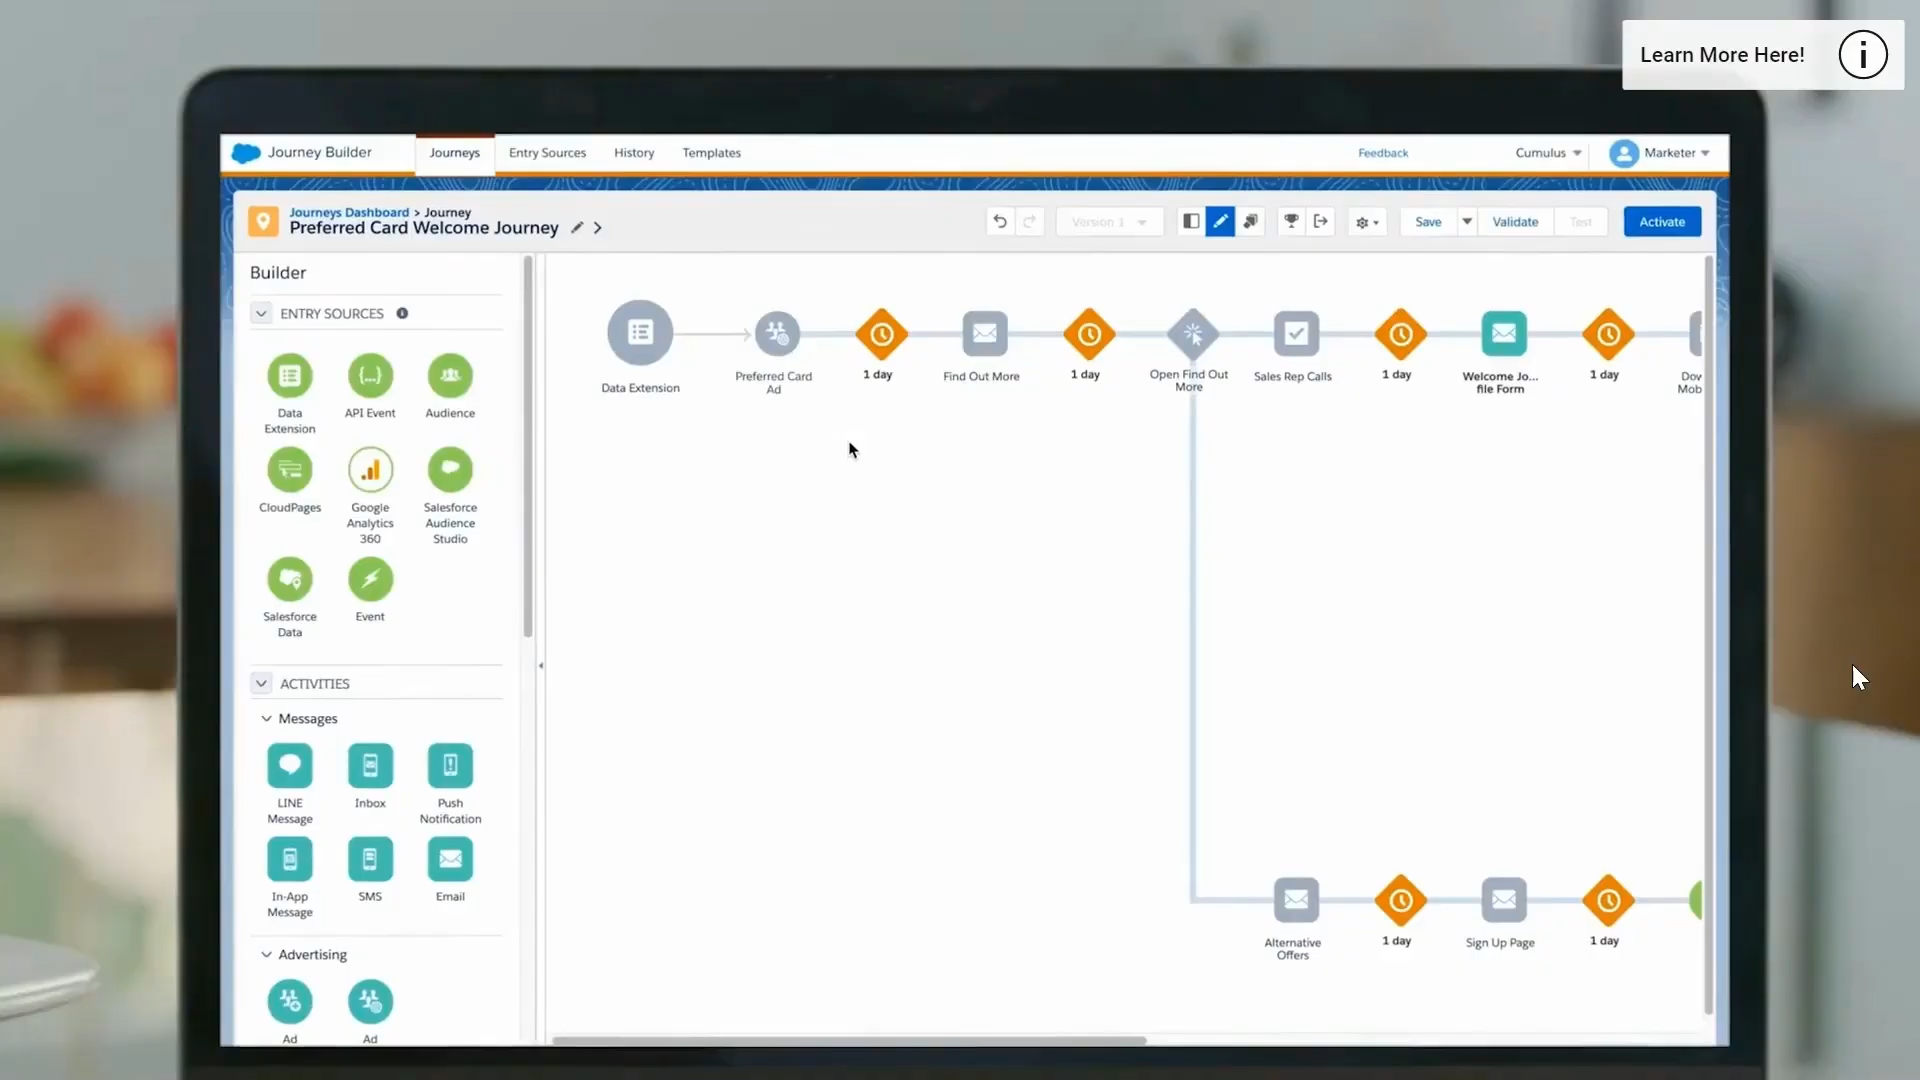 Learn More Here!
Journey Builder
Journeys
Entry Sources
History
Templates
Feedback
Cumulus
Marketer
Journeys Dashboard > Journey
Preferred Card Welcome Journey
Version 1
Save
Validate
Test
Activate
Builder
ENTRY SOURCES
Data
Extension
API Event
Audience
CloudPages
Google
Analytics
360
Salesforce
Audience
Studio
Salesforce
Data
Event
ACTIVITIES
Messages
LINE
Message
Inbox
Push
Notification
In-App
Message
SMS
Email
Advertising
Ad
Ad
Data Extension
Preferred Card
Ad
1 day
Find Out More
1 day
Open Find Out
More
Sales Rep Calls
1 day
Welcome Jo...
file Form
1 day
Dov
Mob
Alternative
Offers
1 day
Sign Up Page
1 day